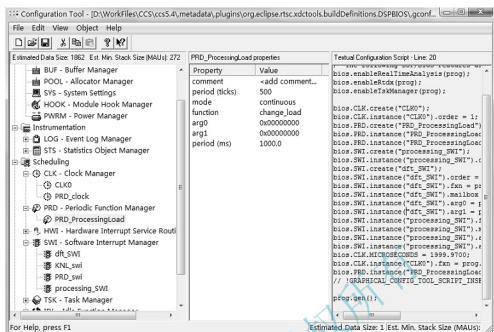 Configuration Tool - [D:\WorkFiles\CCS\ccs5.4\metadata\plugins\org.eclipse.rtsc.xdctools.buildDefinitions.DSPBIOS\.gconf...
File Edit View Object Help
Estimated Data Size: 1862 Est. Min. Stack Size (MAUs): 272
BUF - Buffer Manager
POOL - Allocator Manager
SYS - System Settings
HOOK - Module Hook Manager
PWRM - Power Manager
Instrumentation
LOG - Event Log Manager
STS - Statistics Object Manager
Scheduling
CLK - Clock Manager
CLK0
PRD_clock
PRD - Periodic Function Manager
PRD_ProcessingLoad
HWI - Hardware Interrupt Service Routi
SWI - Software Interrupt Manager
dft_SWI
KNL_swi
PRD_swi
processing_SWI
TSK - Task Manager
PRD_ProcessingLoad properties
Property Value
comment <add comment...
period (ticks) 500
mode continuous
function change_load
arg0 0x00000000
arg1 0x00000000
period (ms) 1000.0
Textual Configuration Script - Line: 20
bios.enableRealTimeAnalysis(prog);
bios.enableRtdx(prog);
bios.enableTskManager(prog);
bios.CLK.create("CLK0");
bios.CLK.instance("CLK0").order = 1;
bios.PRD.create("PRD_ProcessingLoad")
bios.PRD.instance("PRD_ProcessingLoac
bios.PRD.instance("PRD_ProcessingLoac
bios.SWI.create("processing_SWI");
bios.SWI.instance("processing_SWI").c
bios.SWI.create("dft_SWI");
bios.SWI.instance("dft_SWI").order =
bios.SWI.instance("dft_SWI").fxn = p
bios.SWI.instance("dft_SWI").mailbox
bios.SWI.instance("dft_SWI").arg0 = p
bios.SWI.instance("dft_SWI").arg1 = p
bios.SWI.instance("processing_SWI").f
bios.SWI.instance("processing_SWI").m
bios.SWI.instance("processing_SWI").a
bios.SWI.instance("processing_SWI").a
bios.CLK.MICROSECONDS = 1999.9700;
bios.CLK.instance("CLK0").fxn = prog.
bios.PRD.instance("PRD_ProcessingLoac
// !GRAPHICAL_CONFIG_TOOL_SCRIPT_INSE
prog.gen();
For Help, press F1
Estimated Data Size: 1 Est. Min. Stack Size (MAUs):